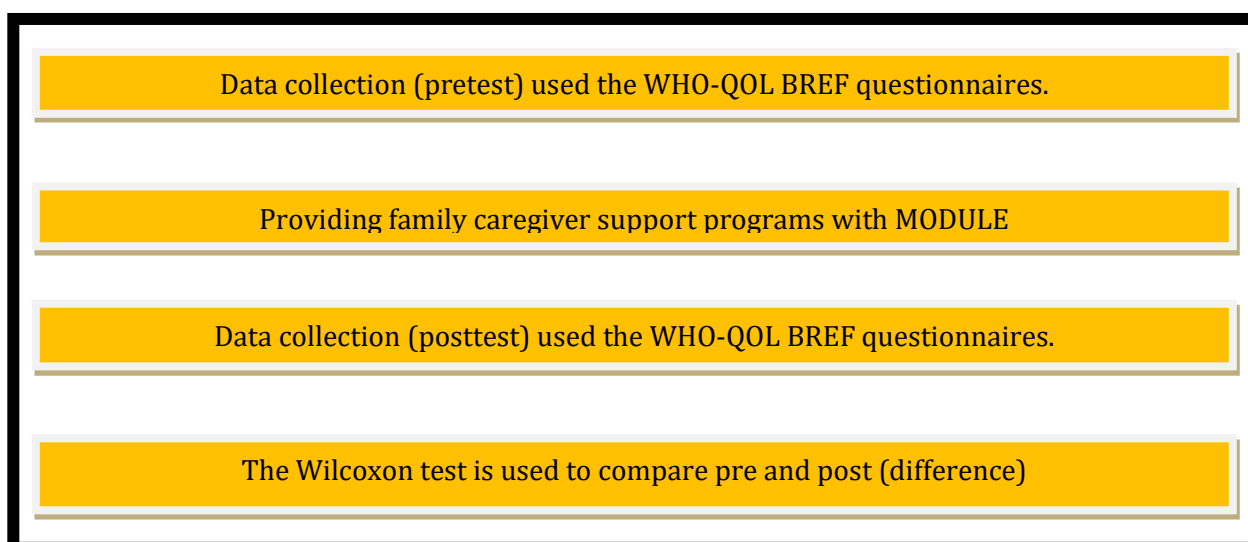 Data collection (pretest) used the WHO-QOL BREF questionnaires.
Providing family caregiver support programs with MODULE
Data collection (posttest) used the WHO-QOL BREF questionnaires.
The Wilcoxon test is used to compare pre and post (difference)